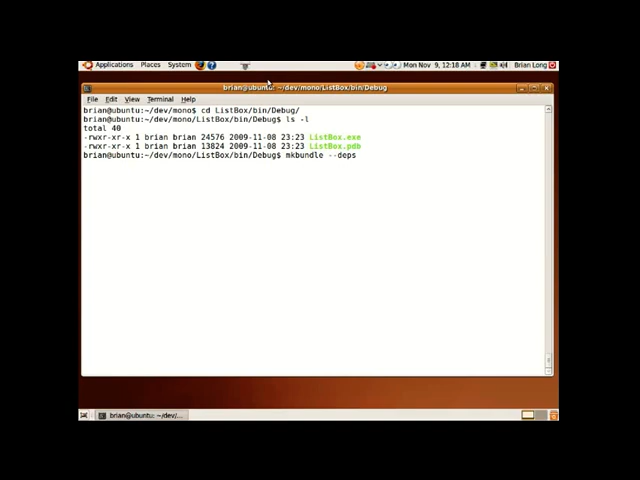 Applications Places System Mon Nov 9, 12:18 AM Brian Long
brian@ubuntu: ~/dev/mono/ListBox/bin/Debug
File Edit View Terminal Help
brian@ubuntu:~/dev/mono$ cd ListBox/bin/Debug/
brian@ubuntu:~/dev/mono/ListBox/bin/Debug$ ls -l
total 40
-rwxr-xr-x 1 brian brian 24576 2009-11-08 23:23 ListBox.exe
-rwxr-xr-x 1 brian brian 13824 2009-11-08 23:23 ListBox.pdb
brian@ubuntu:~/dev/mono/ListBox/bin/Debug$ mkbundle --deps
brian@ubuntu: ~/dev/...